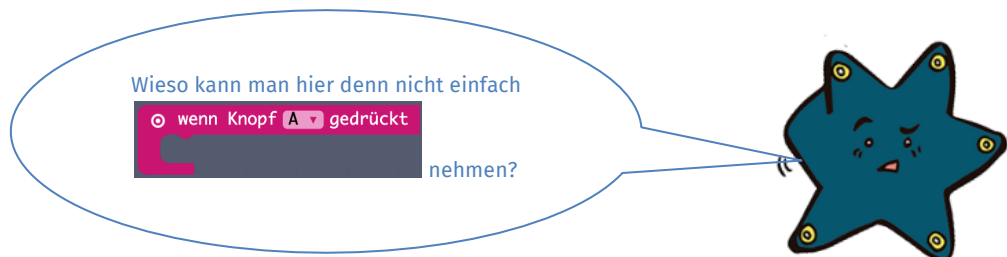 Wieso kann man hier denn nicht einfach
wenn Knopf A gedrückt
nehmen?